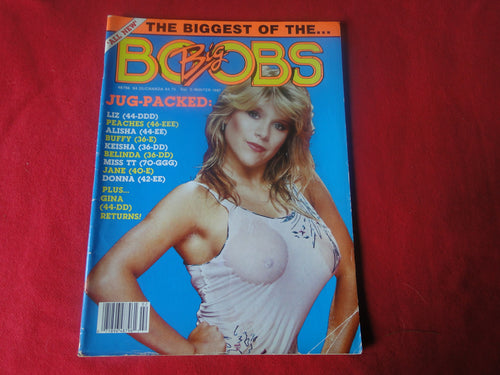 ALL NEW
THE BIGGEST OF THE...
Big
BOOBS
JUG-PACKED:
LIZ (44-DDD)
PEACHES (46-EEE)
ALISHA (44-EE)
BUFFY (36-E)
KEISHA (36-DD)
BELINDA (36-DD)
MISS TT (70-GGG)
JANE (40-E)
DONNA (42-EE)
PLUS...
GINA
(44-DD)
RETURNS!